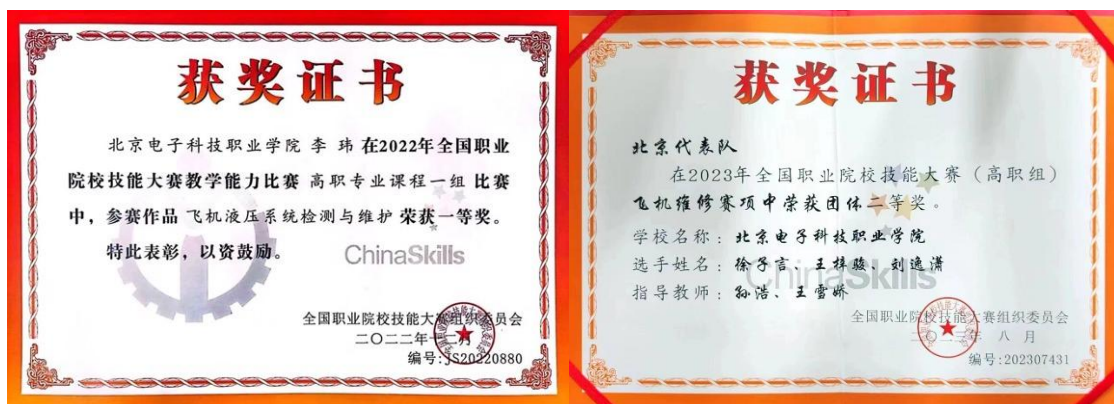 获奖证书
北京电子科技职业学院 李 玮 在2022年全国职业
院校技能大赛教学能力比赛 高职专业课程一组 比赛
中，参赛作品 飞机液压系统检测与维护 荣获一等奖。
特此表彰，以资鼓励。
ChinaSkills
全国职业院校技能大赛组织委员会
二〇二二年十二月
编号:JS20220880
获奖证书
北京代表队
在2023年全国职业院校技能大赛（高职组）
飞机维修赛项中荣获团体二等奖。
学校名称：北京电子科技职业学院
选手姓名：徐子言、王梓骏、刘逸潇
指导教师：孙浩、王雪娇
ChinaSkills
全国职业院校技能大赛组织委员会
二〇二三年 八 月
编号:202307431